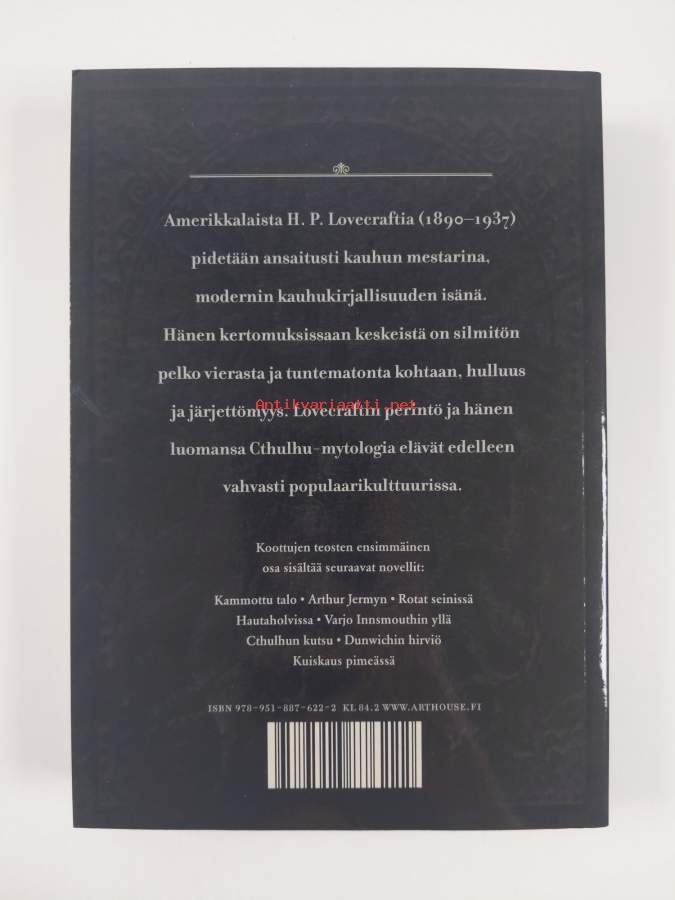 Amerikkalaista H. P. Lovecraftia (1890–1937)
pidetään ansaitusti kauhun mestarina,
modernin kauhukirjallisuuden isänä.
Hänen kertomuksissaan keskeistä on silmitön
pelko vierasta ja tuntematonta kohtaan, hulluus
Antikvariaatti.net
ja järjettömyys. Lovecraftin perintö ja hänen
luomansa Cthulhu-mytologia elävät edelleen
vahvasti populaarikulttuurissa.
Koottujen teosten ensimmäinen
osa sisältää seuraavat novellit:
Kammottu talo • Arthur Jermyn • Rotat seinissä
Hautaholvissa • Varjo Innsmouthin yllä
Cthulhun kutsu • Dunwichin hirviö
Kuiskaus pimeässä
ISBN 978-951-887-622-2 KL 84.2 WWW.ARTHOUSE.FI